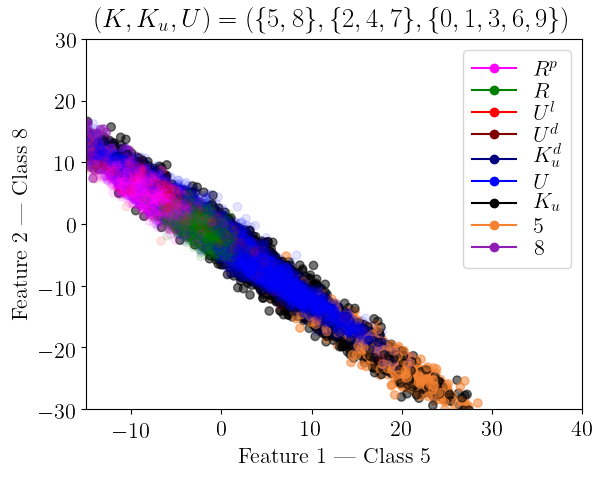 (K, K_u, U) = ({5, 8}, {2, 4, 7}, {0, 1, 3, 6, 9})
30
20
10
0
−10
−20
−30
−10
0
10
20
30
40
Feature 2 — Class 8
Feature 1 — Class 5
R^p
R
U^l
U^d
K_u^d
U
K_u
5
8